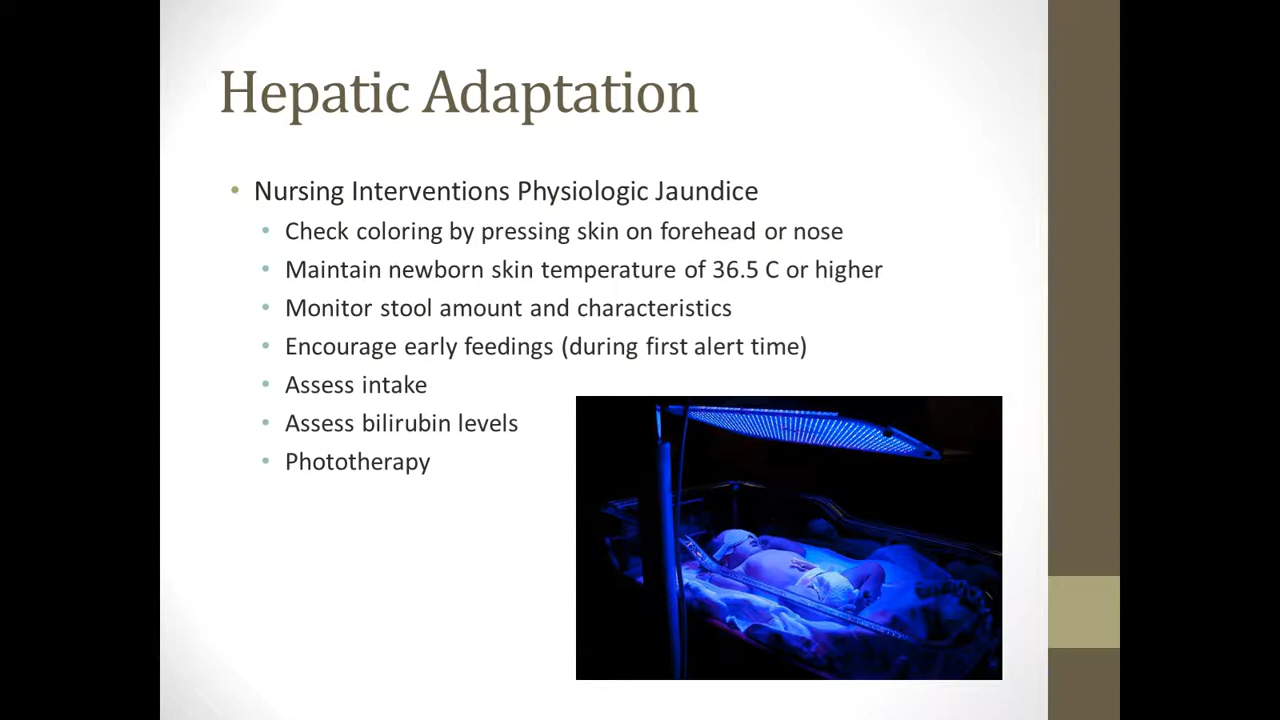 Hepatic Adaptation
• Nursing Interventions Physiologic Jaundice
• Check coloring by pressing skin on forehead or nose
• Maintain newborn skin temperature of 36.5 C or higher
• Monitor stool amount and characteristics
• Encourage early feedings (during first alert time)
• Assess intake
• Assess bilirubin levels
• Phototherapy